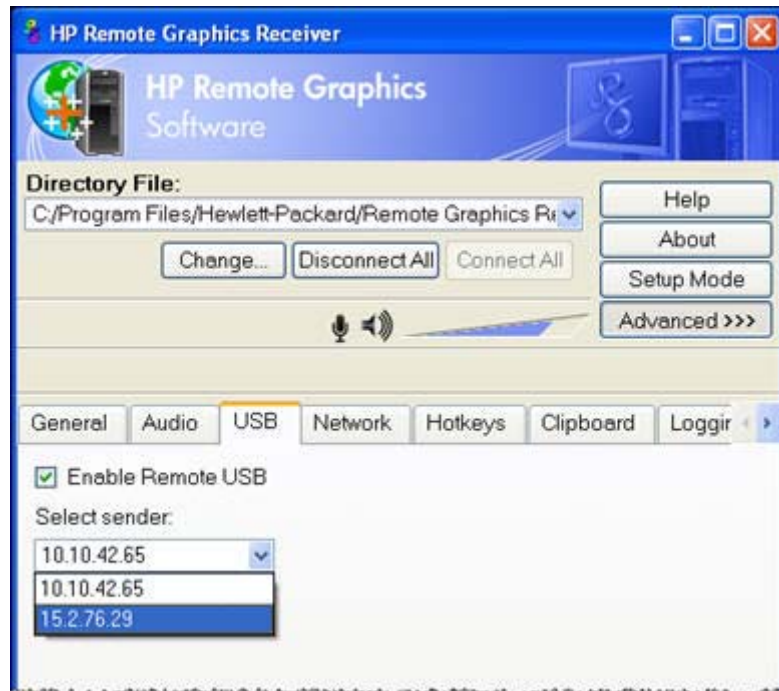 HP Remote Graphics Receiver
HP Remote Graphics
Software
Directory File:
C:/Program Files/Hewlett-Packard/Remote Graphics Re
Help
About
Change... Disconnect All Connect All
Setup Mode
Advanced >>>
General Audio USB Network Hotkeys Clipboard
Enable Remote USB
Select sender:
10.10.42.65
10.10.42.65
15.2.76.29